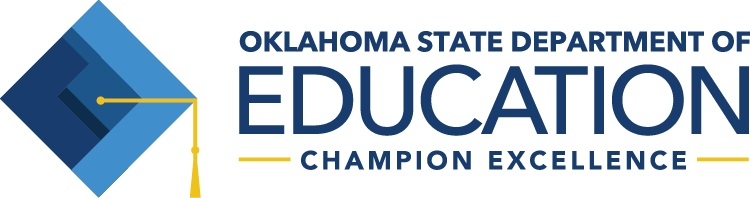 OKLAHOMA STATE DEPARTMENT OF
EDUCATION
CHAMPION EXCELLENCE